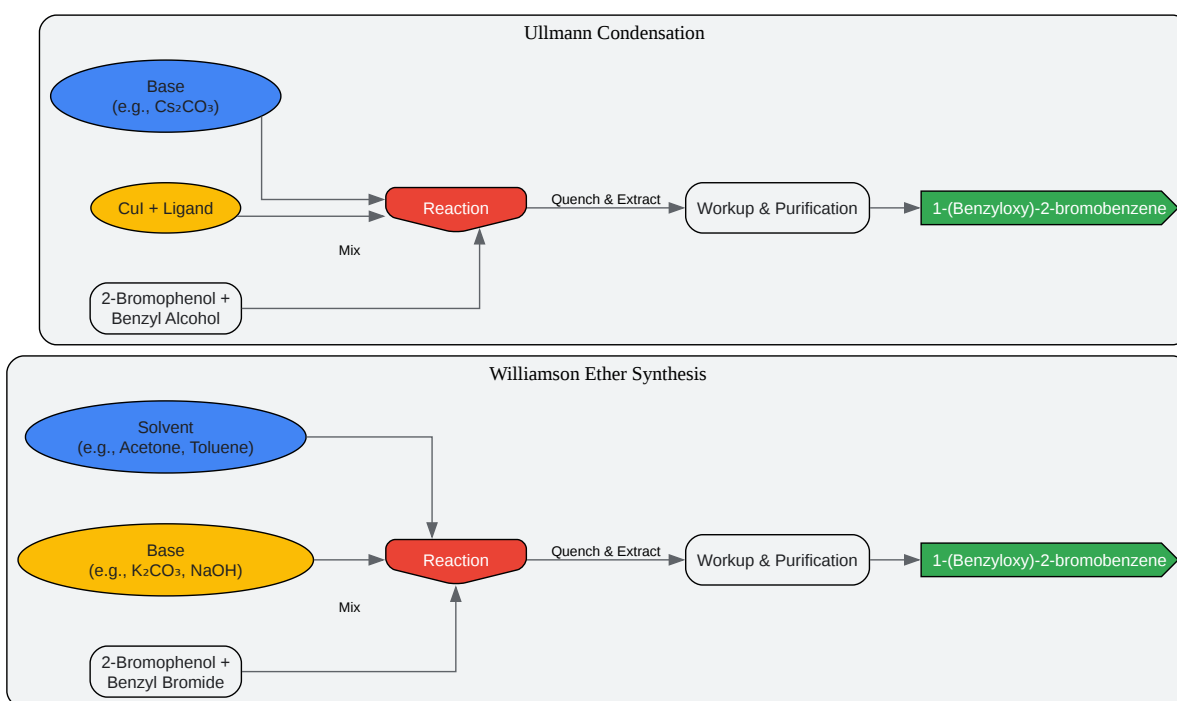 Ullmann Condensation
Base
(e.g., Cs₂CO₃)
CuI + Ligand
Mix
2-Bromophenol +
Benzyl Alcohol
Reaction
Quench & Extract
Workup & Purification
1-(Benzyloxy)-2-bromobenzene
Williamson Ether Synthesis
Solvent
(e.g., Acetone, Toluene)
Base
(e.g., K₂CO₃, NaOH)
Mix
2-Bromophenol +
Benzyl Bromide
Reaction
Quench & Extract
Workup & Purification
1-(Benzyloxy)-2-bromobenzene